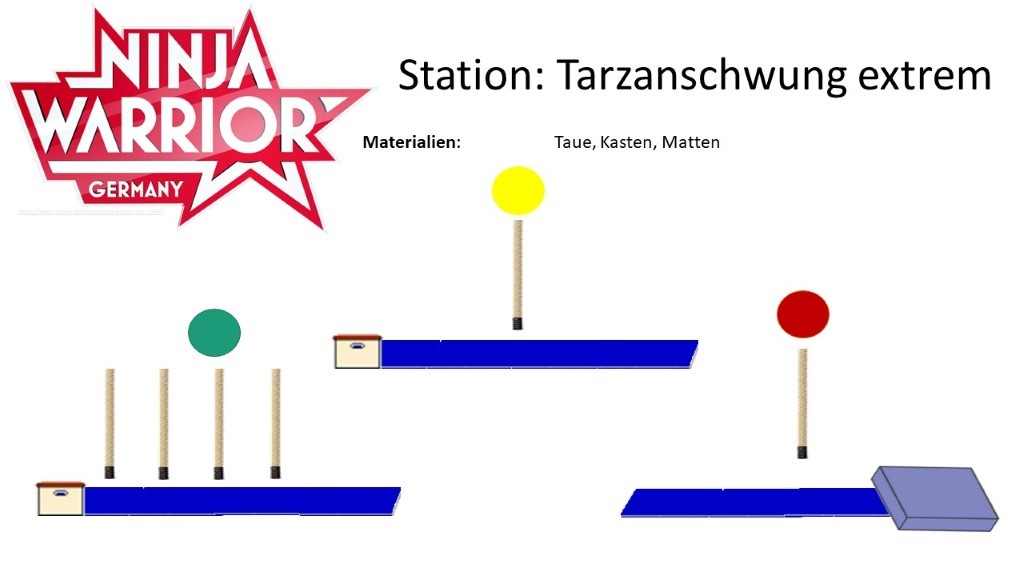 NINJA
WARRIOR
GERMANY
Station: Tarzanschwung extrem
Materialien: Taue, Kasten, Matten